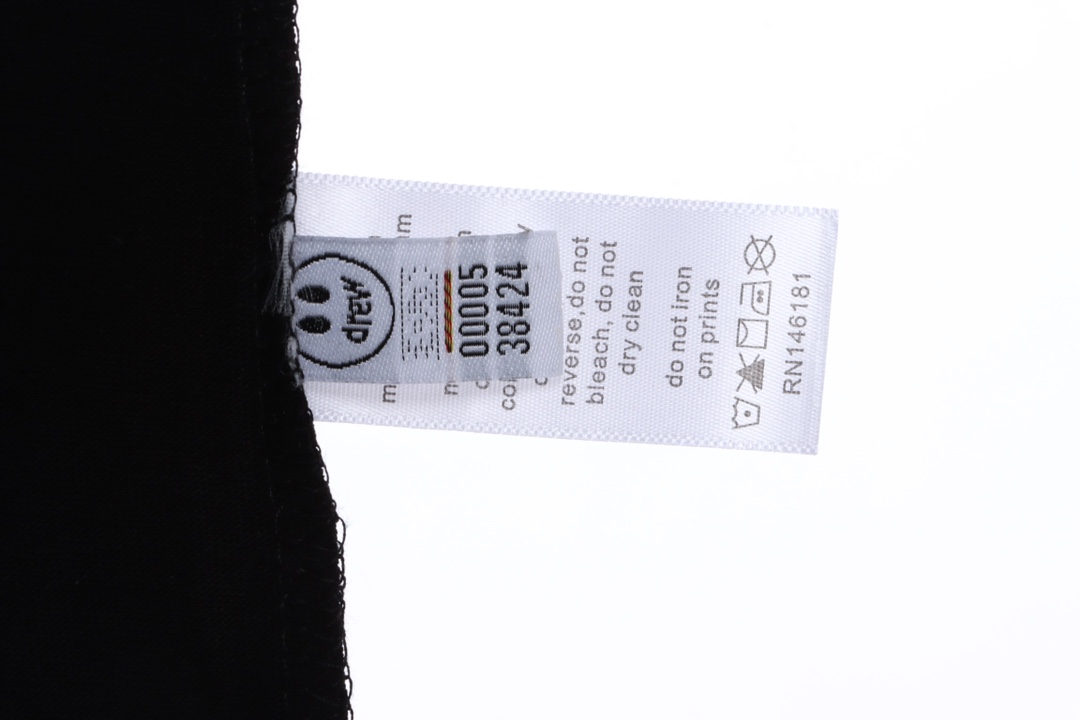 drew
00005
38424
reverse,do not
bleach, do not
dry clean
do not iron
on prints
RN146181